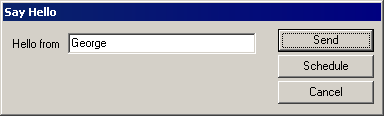 Say Hello
Hello from George
Send
Schedule
Cancel